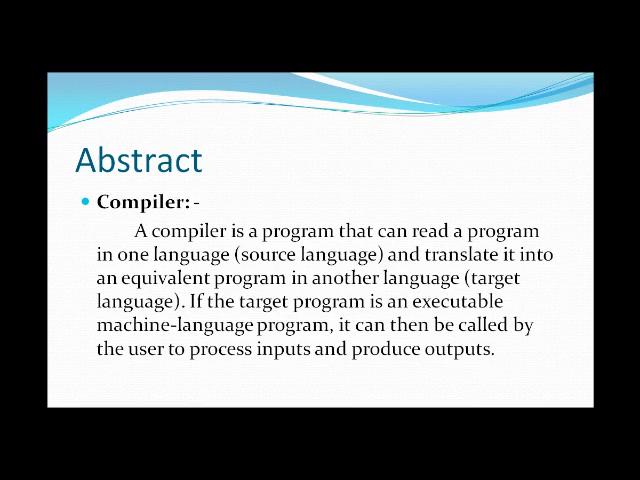 Abstract
• Compiler: -
A compiler is a program that can read a program
in one language (source language) and translate it into
an equivalent program in another language (target
language). If the target program is an executable
machine-language program, it can then be called by
the user to process inputs and produce outputs.